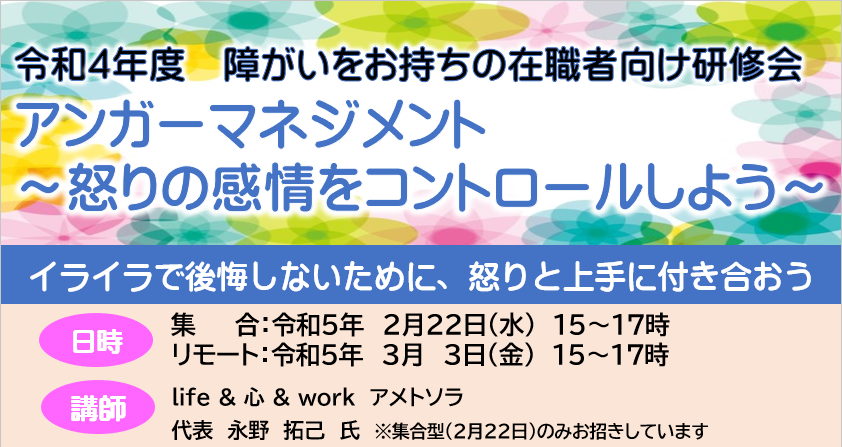 令和4年度　障がいをお持ちの在職者向け研修会
アンガーマネジメント
～怒りの感情をコントロールしよう～
イライラで後悔しないために、怒りと上手に付き合おう
日時
集　合：令和5年　2月22日(水)　15～17時
リモート：令和5年　3月　3日(金)　15～17時
講師
life & 心 & work　アメトソラ
代表　永野　拓己　氏　※集合型(2月22日)のみお招きしています